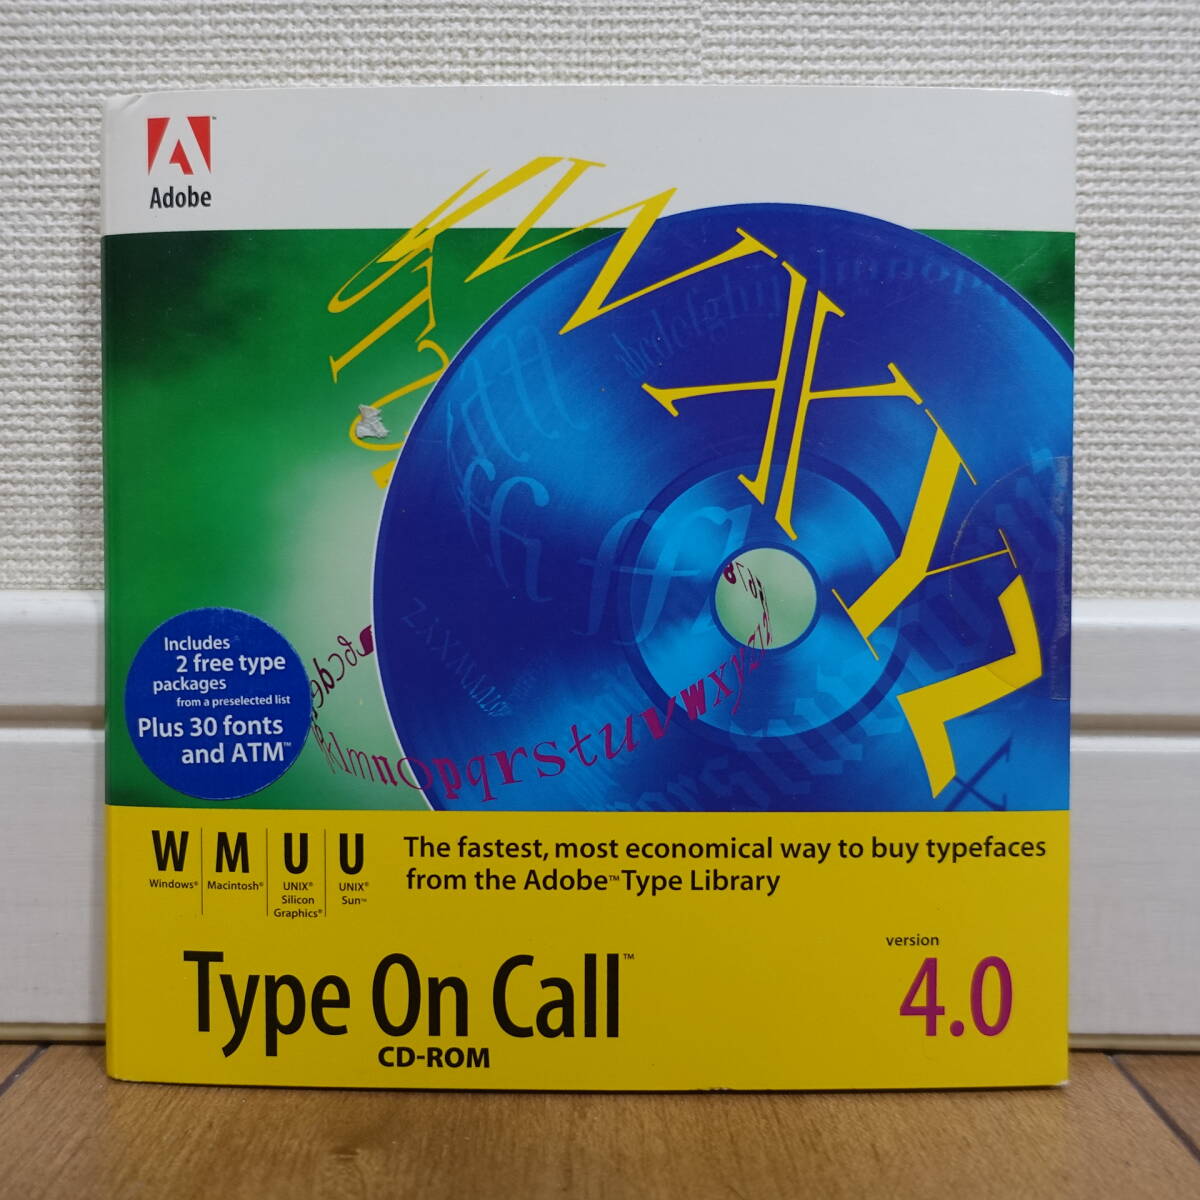 Adobe
Includes
2 free type
packages
from a preselected list
Plus 30 fonts
and ATM™
nopqrstuvwxyz
W M U U
Windows® Macintosh® UNIX® UNIX®
Silicon Sun™
Graphics®
The fastest, most economical way to buy typefaces
from the Adobe™ Type Library
version
Type On Call™ 4.0
CD-ROM